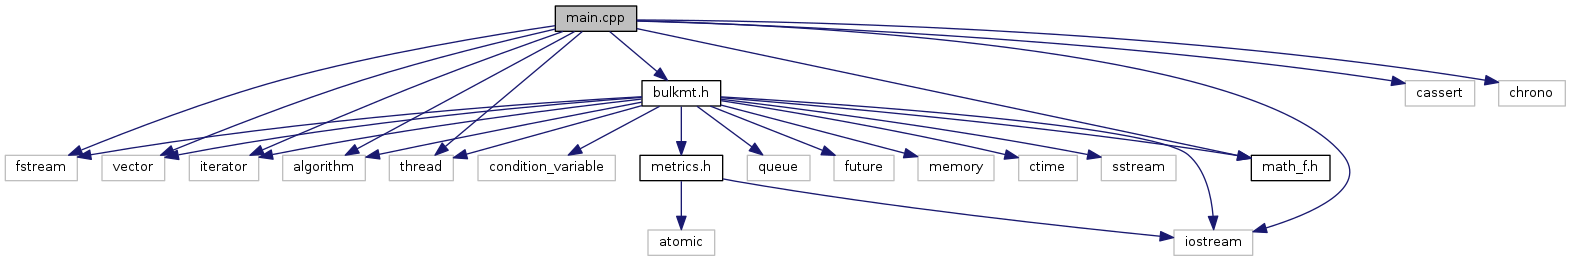 main.cpp
bulkmt.h
cassert
chrono
fstream
vector
iterator
algorithm
thread
condition_variable
metrics.h
queue
future
memory
ctime
sstream
math_f.h
atomic
iostream